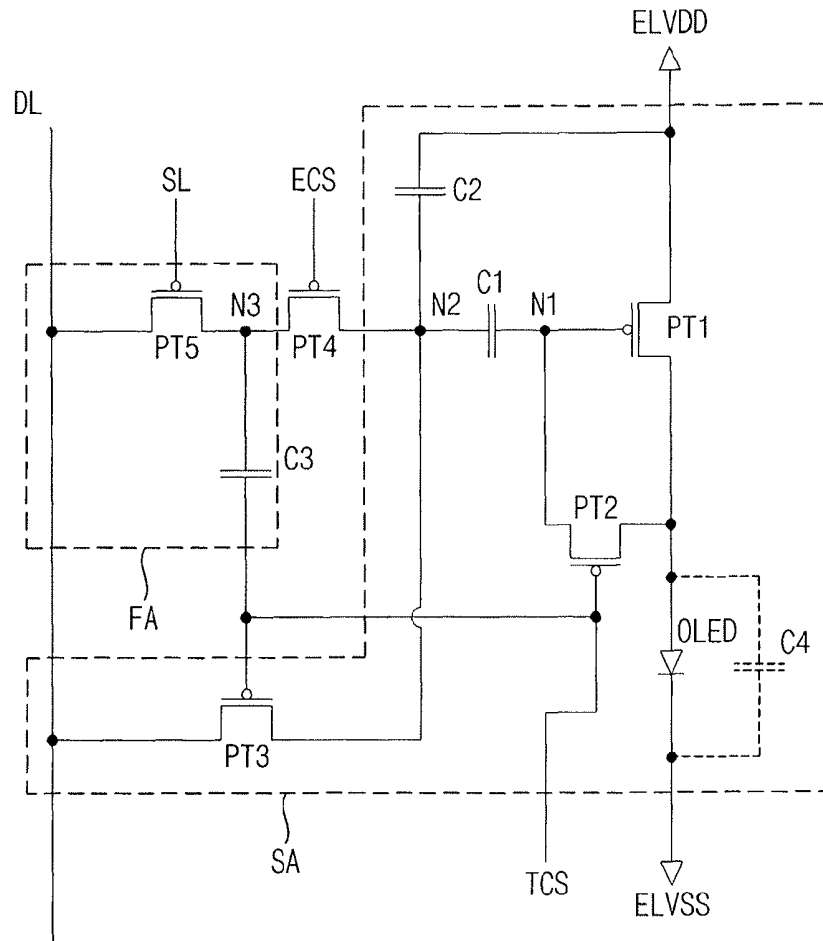 ELVDD
DL
SL
ECS
C2
N3
N2
C1
N1
PT5
PT4
PT1
C3
PT2
FA
OLED
C4
PT3
SA
TCS
ELVSS